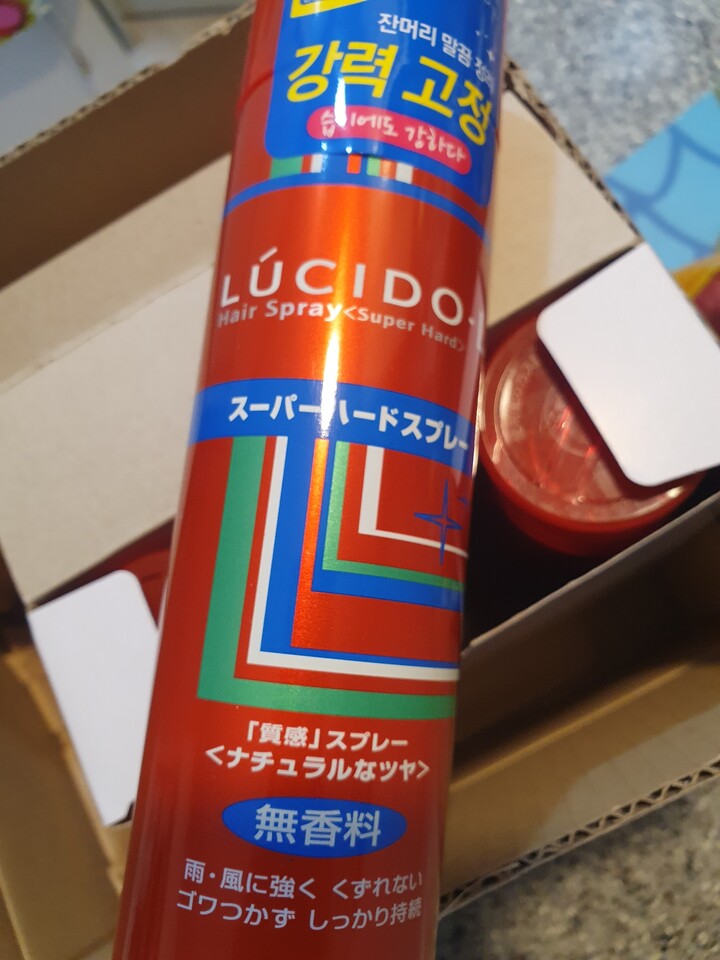 잔머리 말끔
강력 고정
습기에도 강하다
LÚCIDO-L
Hair Spray<Super Hard>
スーパーハードスプレー
「質感」スプレー
<ナチュラルなツヤ>
無香料
雨・風に強く くずれない
ゴワつかず しっかり持続